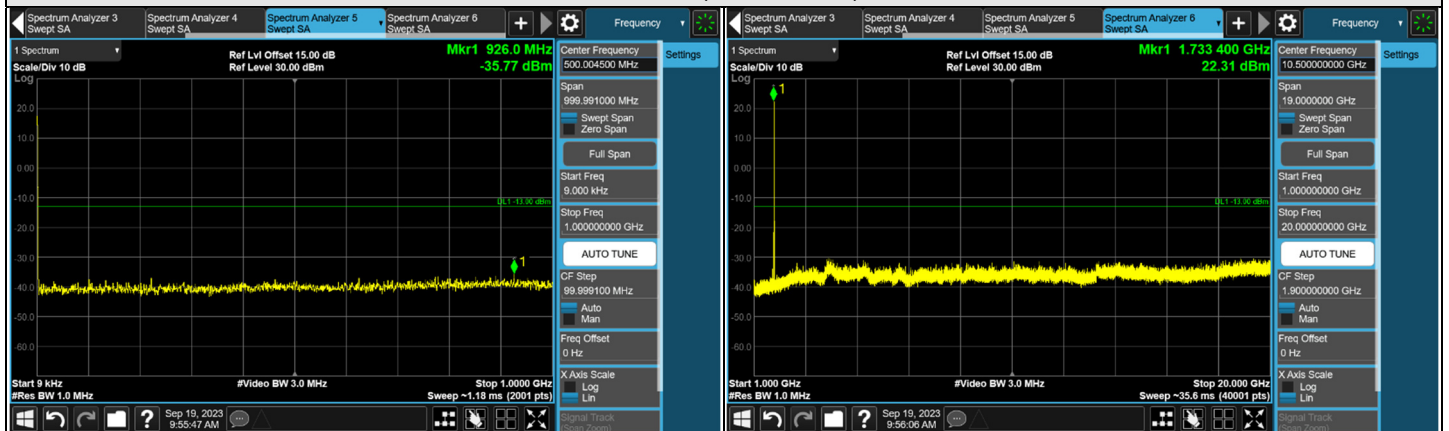 Spectrum Analyzer 3
Swept SA
Spectrum Analyzer 4
Swept SA
Spectrum Analyzer 5
Swept SA
Spectrum Analyzer 6
Swept SA
+
Frequency
1 Spectrum
Scale/Div 10 dB
Log
Ref Lvl Offset 15.00 dB
Ref Level 30.00 dBm
Mkr1 926.0 MHz
-35.77 dBm
1
20.0
10.0
0.00
-10.0
-20.0
-30.0
-40.0
-50.0
-60.0
DL1 -13.00 dBm
Start 9 kHz
#Res BW 1.0 MHz
#Video BW 3.0 MHz
Stop 1.0000 GHz
Sweep ~1.18 ms (2001 pts)
Center Frequency
500.004500 MHz
Settings
Span
999.991000 MHz
Swept Span
Zero Span
Full Span
Start Freq
9.000 kHz
Stop Freq
1.000000000 GHz
AUTO TUNE
CF Step
99.999100 MHz
Auto
Man
Freq Offset
0 Hz
X Axis Scale
Log
Lin
Signal Track
(Span Zoom)
?
Sep 19, 2023
9:55:47 AM
Spectrum Analyzer 3
Swept SA
Spectrum Analyzer 4
Swept SA
Spectrum Analyzer 5
Swept SA
Spectrum Analyzer 6
Swept SA
+
Frequency
1 Spectrum
Scale/Div 10 dB
Log
Ref Lvl Offset 15.00 dB
Ref Level 30.00 dBm
Mkr1 1.733 400 GHz
22.31 dBm
1
20.0
10.0
0.00
-10.0
-20.0
-30.0
-40.0
-50.0
-60.0
DL1 -13.00 dBm
Start 1.000 GHz
#Res BW 1.0 MHz
#Video BW 3.0 MHz
Stop 20.000 GHz
Sweep ~35.6 ms (40001 pts)
Center Frequency
10.500000000 GHz
Settings
Span
19.0000000 GHz
Swept Span
Zero Span
Full Span
Start Freq
1.000000000 GHz
Stop Freq
20.000000000 GHz
AUTO TUNE
CF Step
1.900000000 GHz
Auto
Man
Freq Offset
0 Hz
X Axis Scale
Log
Lin
Signal Track
(Span Zoom)
?
Sep 19, 2023
9:56:06 AM